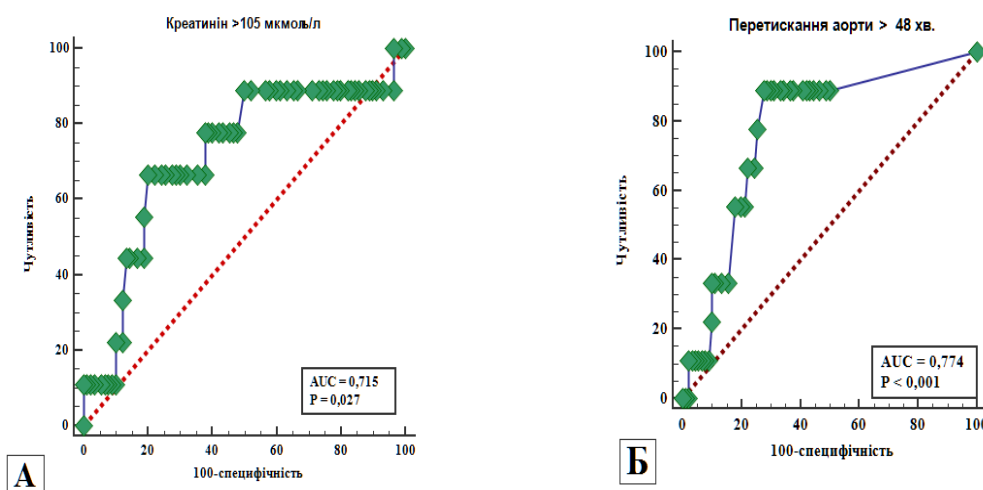 Креатинін >105 мкмоль/л
100
80
60
40
20
0
Чутливість
AUC = 0,715
P = 0,027
0 20 40 60 80 100
100-специфічність
А
Перетискання аорти > 48 хв.
100
80
60
40
20
0
Чутливість
AUC = 0,774
P < 0,001
0 20 40 60 80 100
100-специфічність
Б